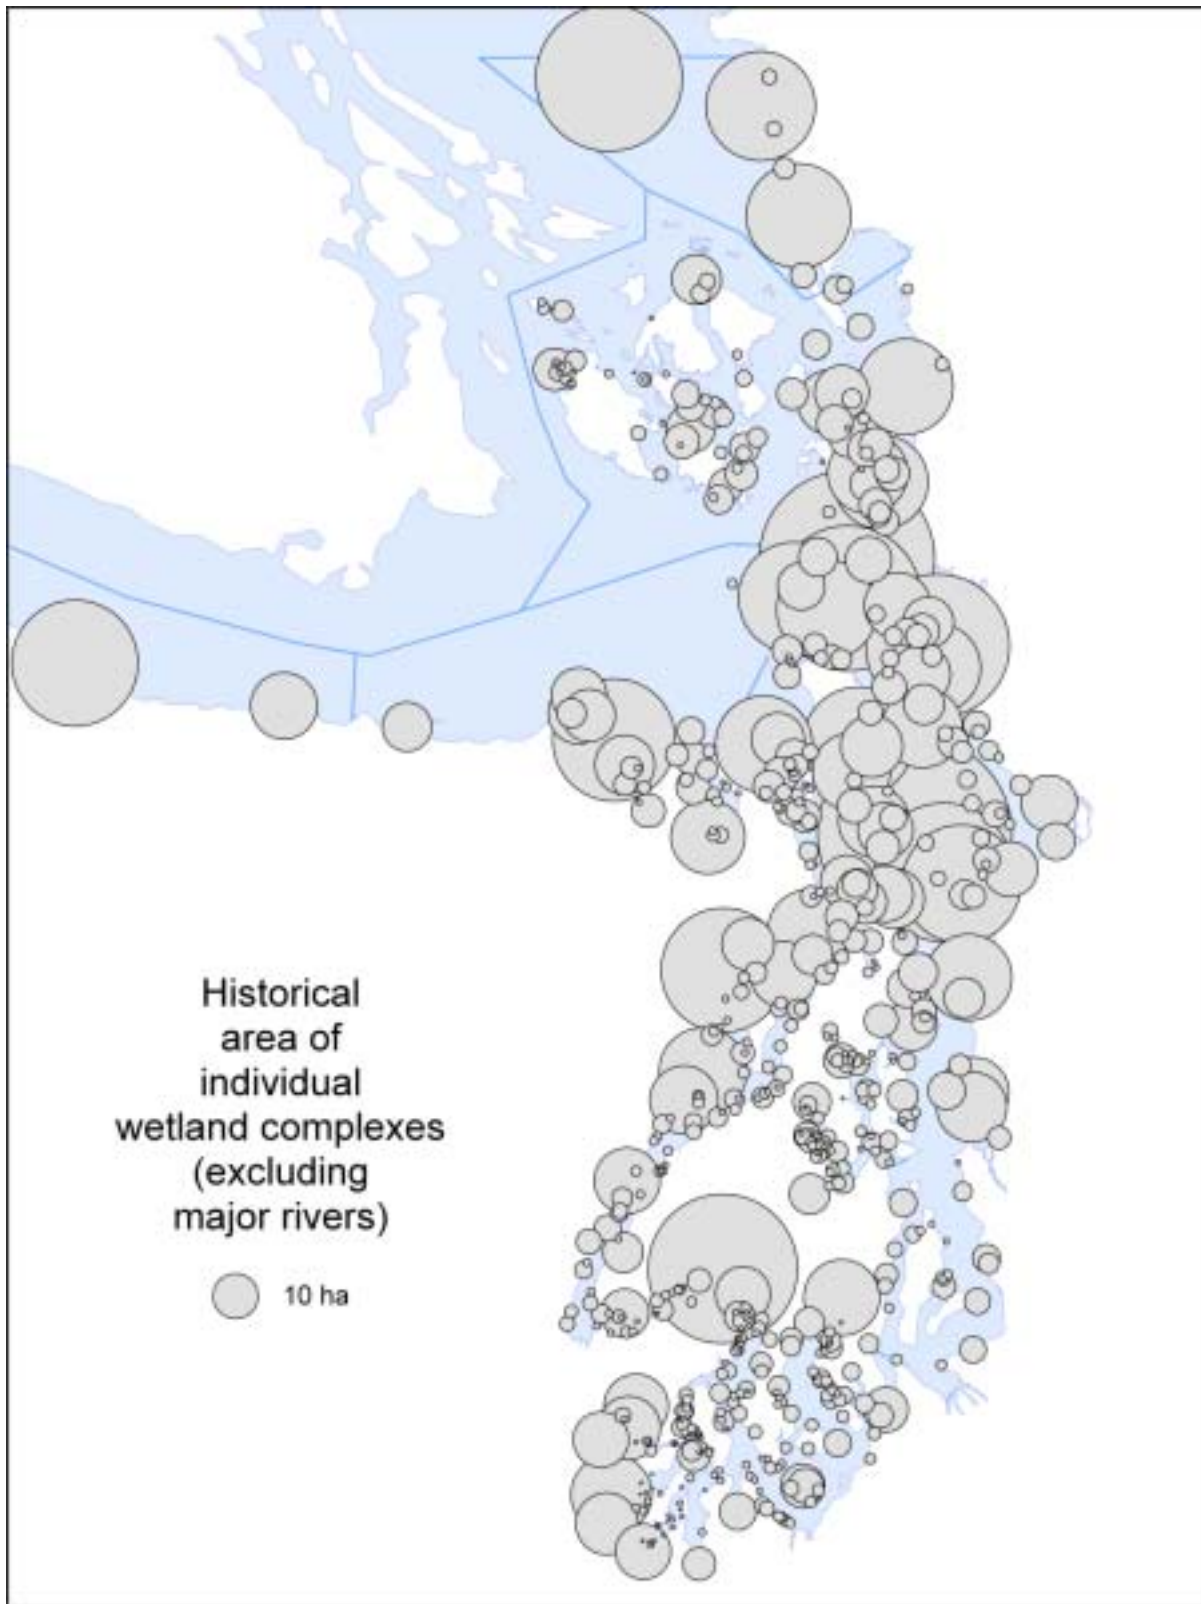 Historical
area of
individual
wetland complexes
(excluding
major rivers)
10 ha